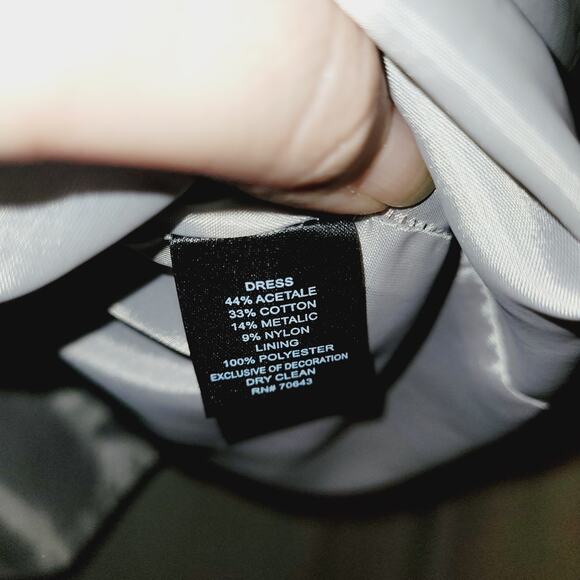 DRESS
44% ACETALE
33% COTTON
14% METALIC
9% NYLON
LINING
100% POLYESTER
EXCLUSIVE OF DECORATION
DRY CLEAN
RN# 70643